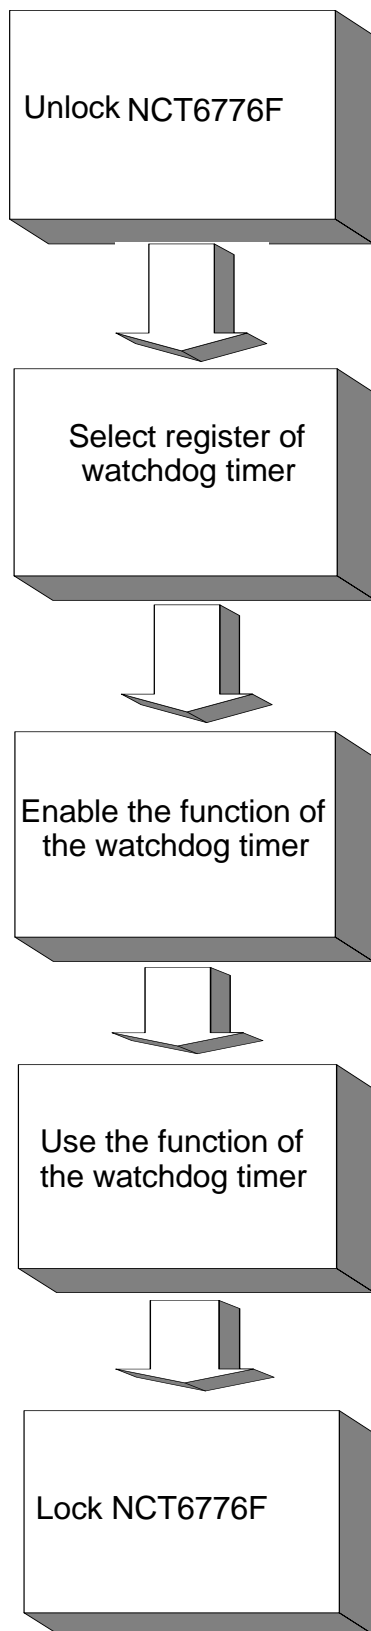 Unlock NCT6776F
Select register of
watchdog timer
Enable the function of
the watchdog timer
Use the function of
the watchdog timer
Lock NCT6776F